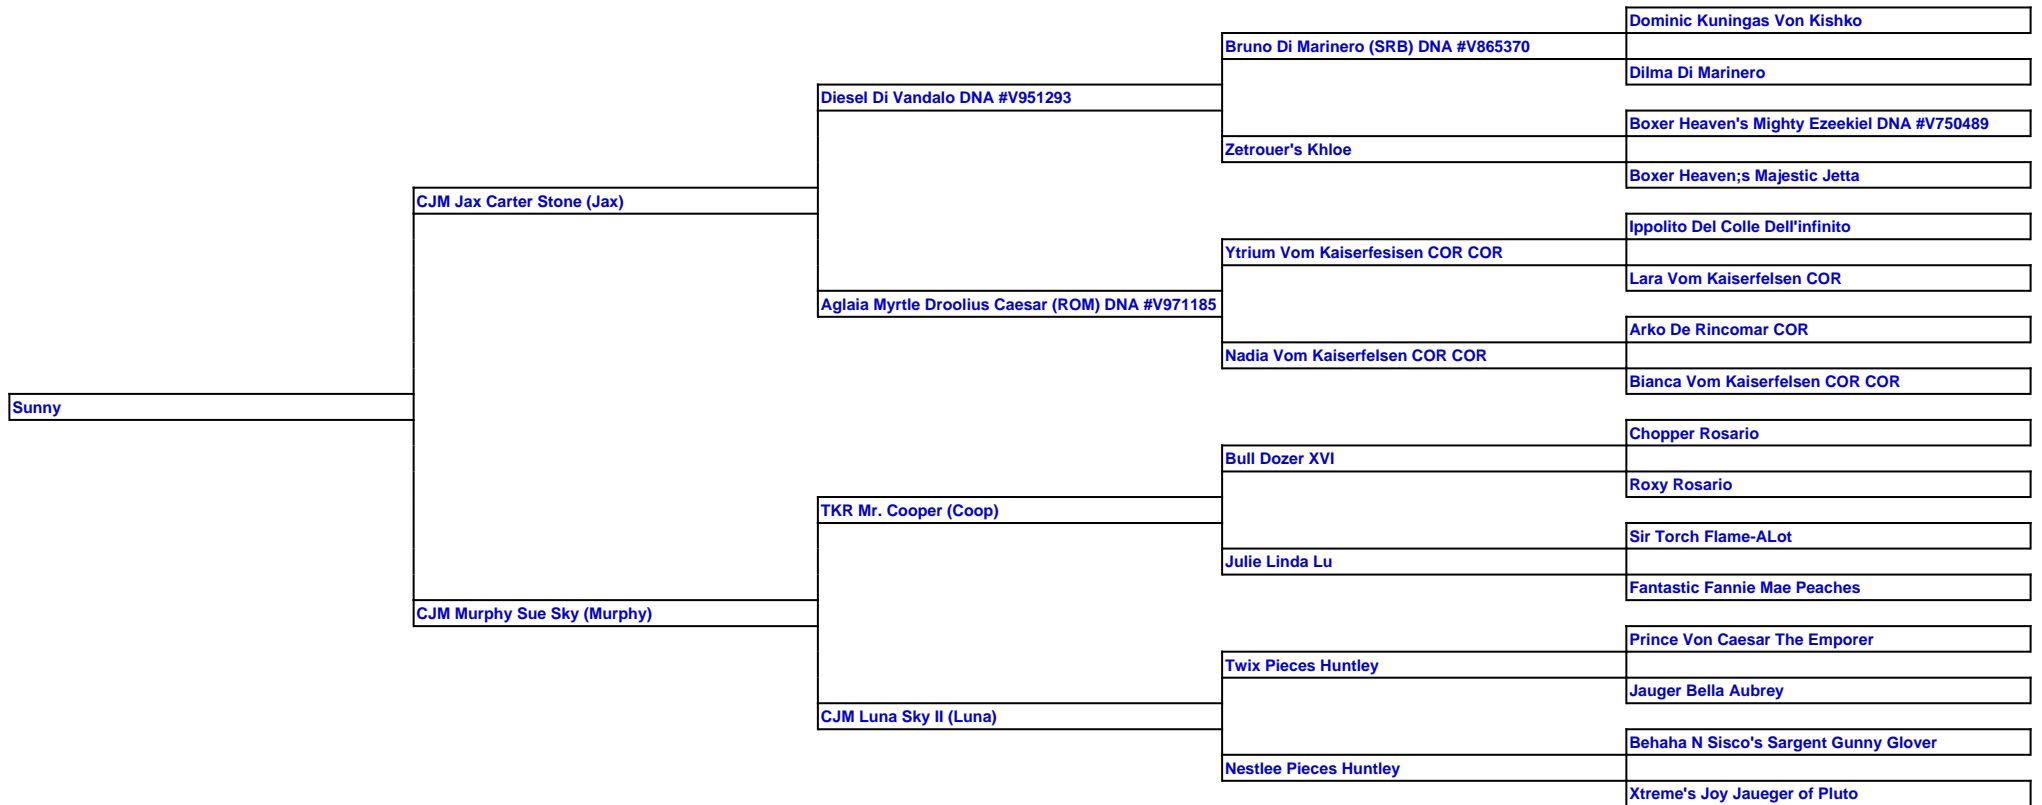 Dominic Kuningas Von Kishko
Bruno Di Marinero (SRB) DNA #V865370
Dilma Di Marinero
Diesel Di Vandalo DNA #V951293
Boxer Heaven's Mighty Ezeekiel DNA #V750489
Zetrouer's Khloe
Boxer Heaven;s Majestic Jetta
CJM Jax Carter Stone (Jax)
Ippolito Del Colle Dell'infinito
Ytrium Vom Kaiserfesisen COR COR
Lara Vom Kaiserfelsen COR
Aglaia Myrtle Droolius Caesar (ROM) DNA #V971185
Arko De Rincomar COR
Nadia Vom Kaiserfelsen COR COR
Bianca Vom Kaiserfelsen COR COR
Sunny
Chopper Rosario
Bull Dozer XVI
Roxy Rosario
TKR Mr. Cooper (Coop)
Sir Torch Flame-ALot
Julie Linda Lu
Fantastic Fannie Mae Peaches
CJM Murphy Sue Sky (Murphy)
Prince Von Caesar The Emporer
Twix Pieces Huntley
Jauger Bella Aubrey
CJM Luna Sky II (Luna)
Behaha N Sisco's Sargent Gunny Glover
Nestlee Pieces Huntley
Xtreme's Joy Jaueger of Pluto